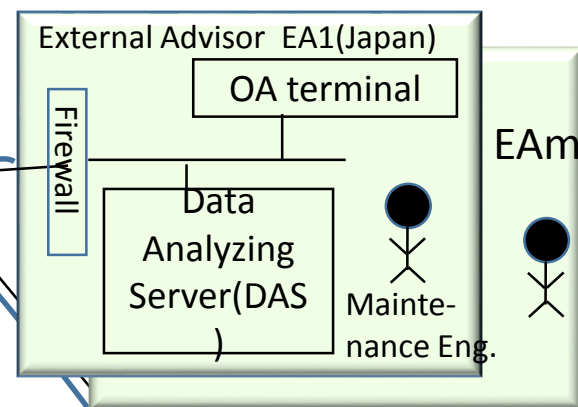 External Advisor EA1(Japan)
OA terminal
Firewall
EAm
Data
Analyzing
Server(DAS
)
Mainte-
nance Eng.